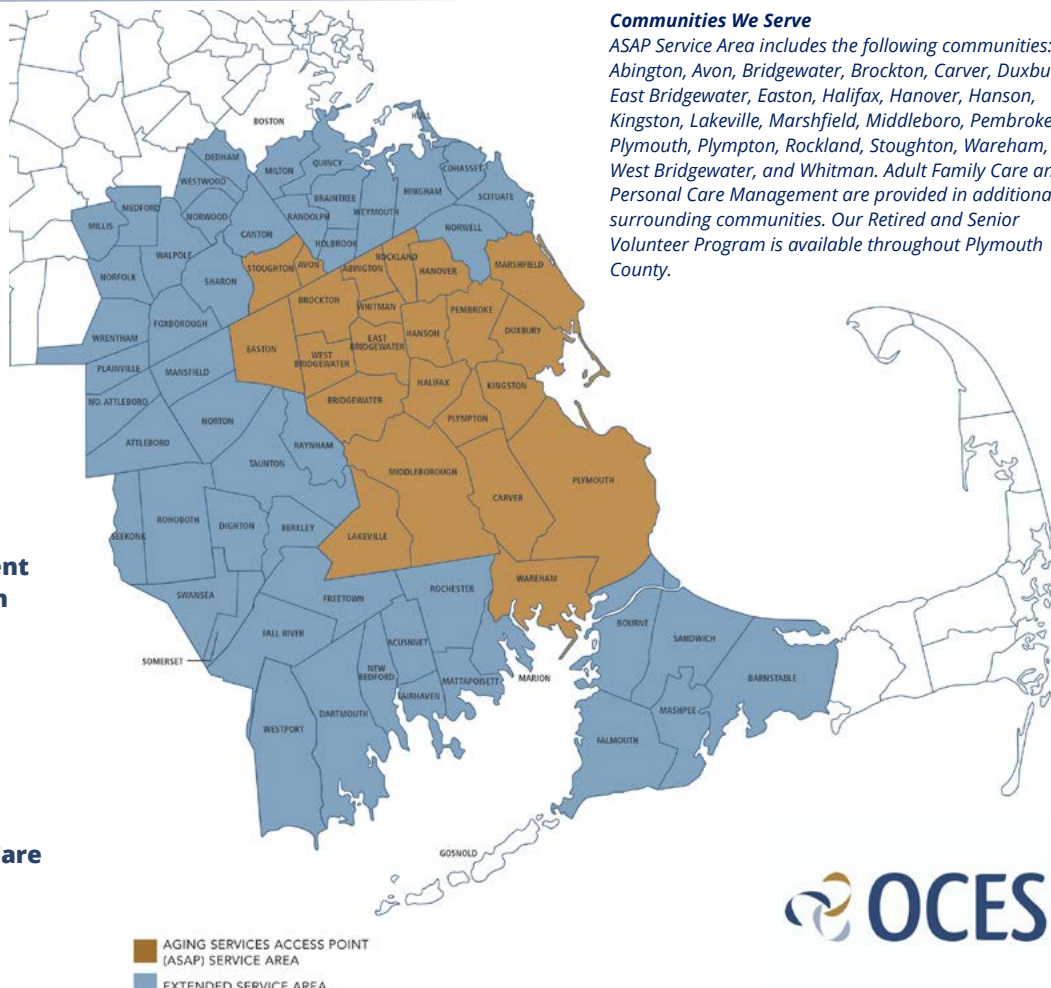 Communities We Serve
ASAP Service Area includes the following communities:
Abington, Avon, Bridgewater, Brockton, Carver, Duxbu
East Bridgewater, Easton, Halifax, Hanover, Hanson,
Kingston, Lakeville, Marshfield, Middleboro, Pembroke
Plymouth, Plympton, Rockland, Stoughton, Wareham,
West Bridgewater, and Whitman. Adult Family Care an
Personal Care Management are provided in additiona
surrounding communities. Our Retired and Senior
Volunteer Program is available throughout Plymouth
County.
BOSTON
HULL
DEDHAM
MILTON
QUINCY
COHASSET
WESTWOOD
BRAINTREE
HINGHAM
SCITUATE
MEDFORD
NORWOOD
RANDOLPH
WEYMOUTH
MILLIS
CANTON
NORWELL
HOLBROOK
WALPOLE
ROCKLAND
STOUGHTON
AVON
ABINGTON
HANOVER
MARSHFIELD
NORFOLK
SHARON
BROCKTON
WHITMAN
PEMBROKE
FOXBOROUGH
DUXBURY
WRENTHAM
EASTON
WEST
BRIDGEWATER
EAST
BRIDGEWATER
HANSON
PLAINVILLE
MANSFIELD
HALIFAX
KINGSTON
NO. ATTLEBORO
BRIDGEWATER
NORTON
PLYMPTON
ATTLEBORO
RAYNHAM
TAUNTON
MIDDLEBOROUGH
PLYMOUTH
CARVER
ROHOBOTH
DIGHTON
BERKLEY
SEEKONK
LAKEVILLE
ent
n
WAREHAM
SWANSEA
FREETOWN
ROCHESTER
FALL RIVER
BOURNE
SANDWICH
ACUSHNET
SOMERSET
NEW
BEDFORD
MATTAPOISETT
MARION
BARNSTABLE
FAIRHAVEN
WESTPORT
DARTMOUTH
MASHPEE
FALMOUTH
are
GOSNOLD
OCES
AGING SERVICES ACCESS POINT
(ASAP) SERVICE AREA
EXTENDED SERVICE AREA